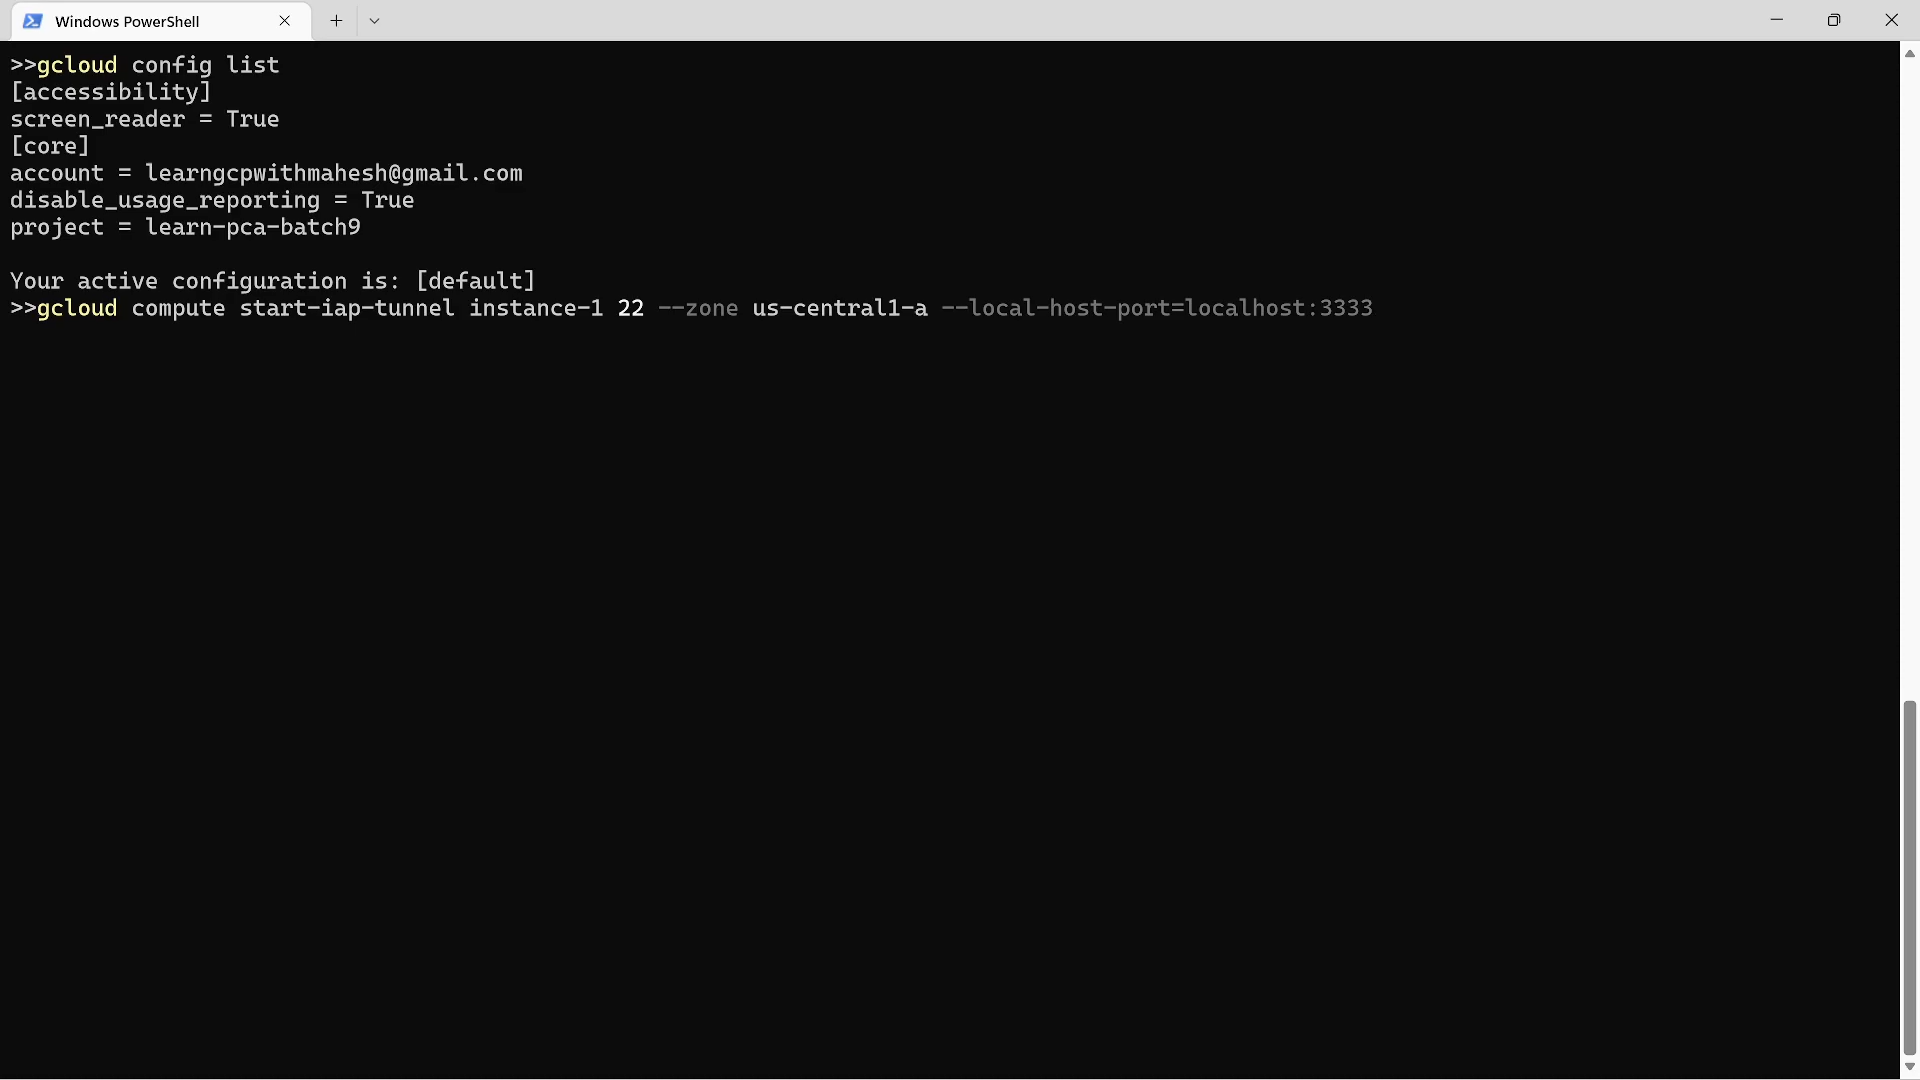 Windows PowerShell
>>gcloud config list
[accessibility]
screen_reader = True
[core]
account = learngcpwithmahesh@gmail.com
disable_usage_reporting = True
project = learn-pca-batch9
Your active configuration is: [default]
>>gcloud compute start-iap-tunnel instance-1 22 --zone us-central1-a --local-host-port=localhost:3333